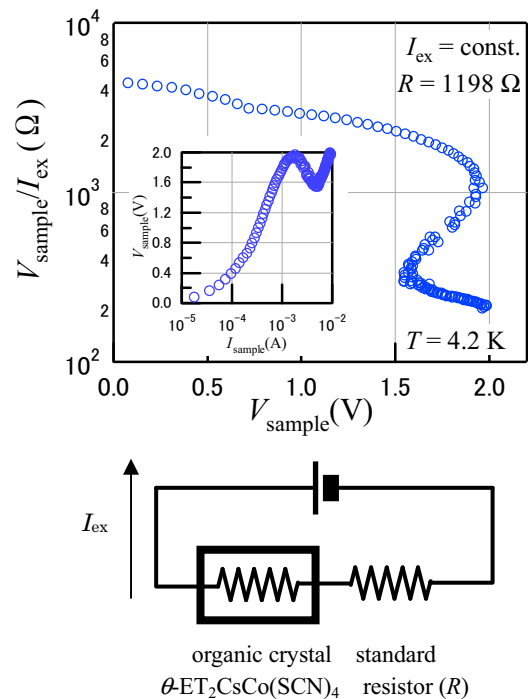 10⁴
8
6
4
2
10³
8
6
4
2
10²
V_sample/I_ex (Ω)
I_ex = const.
R = 1198 Ω
2.0
1.6
1.2
0.8
0.4
0.0
V_sample(V)
10⁻⁵ 10⁻⁴ 10⁻³ 10⁻²
I_sample(A)
T = 4.2 K
0.0 0.5 1.0 1.5 2.0
V_sample(V)
I_ex
organic crystal standard
θ-ET₂CsCo(SCN)₄ resistor (R)